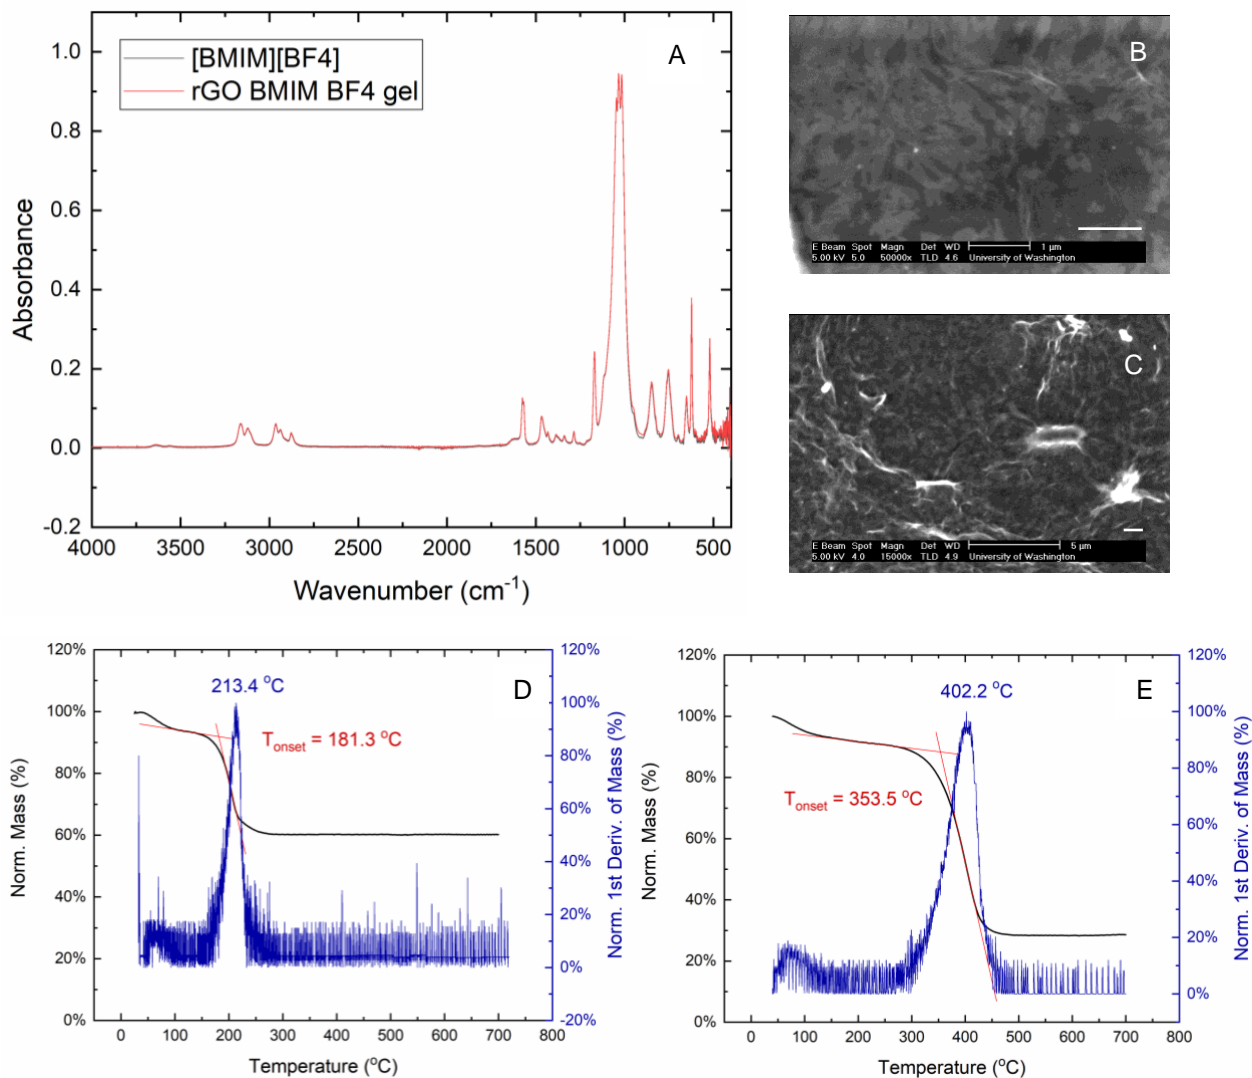 A
[BMIM][BF4]
rGO BMIM BF4 gel
1.0
0.8
0.6
0.4
0.2
0.0
-0.2
Absorbance
4000 3500 3000 2500 2000 1500 1000 500
Wavenumber (cm⁻¹)
B
E Beam Spot Magn Det WD 1 µm
5.00 kV 5.0 50000x TLD 4.6 University of Washington
C
E Beam Spot Magn Det WD 5 µm
5.00 kV 4.0 15000x TLD 4.9 University of Washington
D
213.4 °C
Tonset = 181.3 °C
120%
100%
80%
60%
40%
20%
0%
Norm. Mass (%)
120%
100%
80%
60%
40%
20%
0%
-20%
Norm. 1st Deriv. of Mass (%)
0 100 200 300 400 500 600 700 800
Temperature (°C)
E
402.2 °C
Tonset = 353.5 °C
120%
100%
80%
60%
40%
20%
0%
Norm. Mass (%)
120%
100%
80%
60%
40%
20%
0%
Norm. 1st Deriv. of Mass (%)
0 100 200 300 400 500 600 700 800
Temperature (°C)